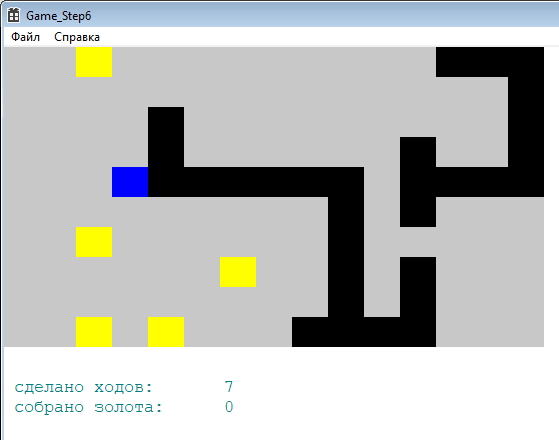 Game_Step6
Файл Справка
сделано ходов: 7
собрано золота: 0